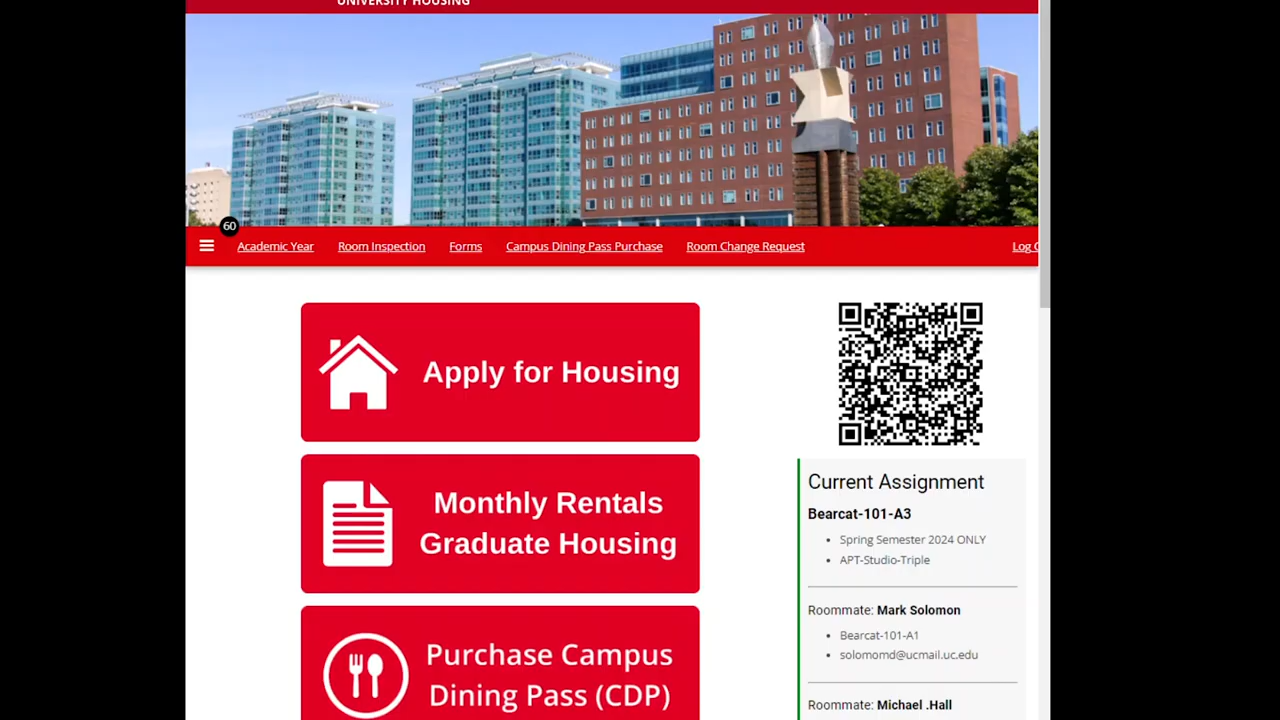 UNIVERSITY HOUSING
60
Academic Year Room Inspection Forms Campus Dining Pass Purchase Room Change Request Log
Apply for Housing
Monthly Rentals
Graduate Housing
Purchase Campus
Dining Pass (CDP)
Current Assignment
Bearcat-101-A3
• Spring Semester 2024 ONLY
• APT-Studio-Triple
Roommate: Mark Solomon
• Bearcat-101-A1
• solomomd@ucmail.uc.edu
Roommate: Michael .Hall